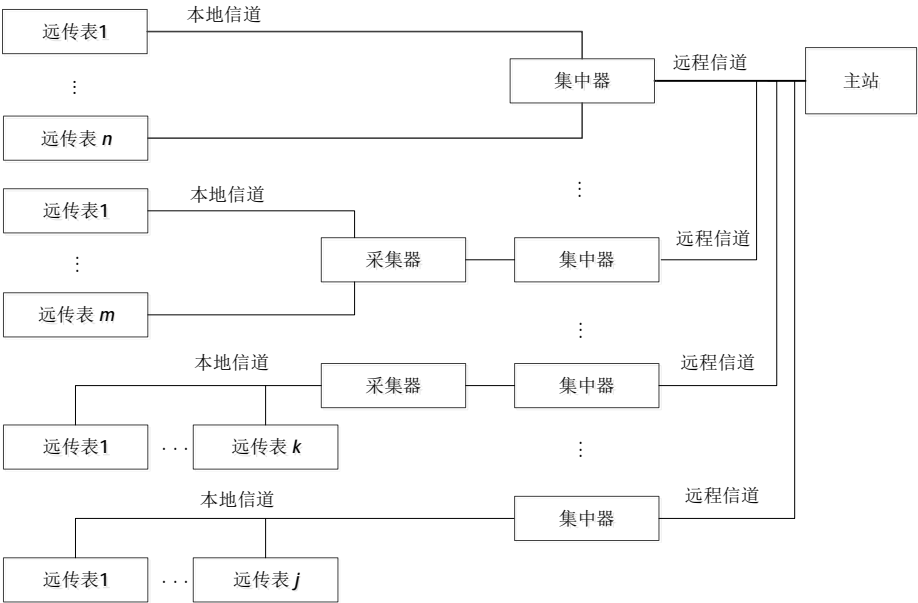 远传表1
本地信道
集中器
远程信道
主站
⋮
远传表 n
⋮
远传表1
本地信道
采集器
集中器
远程信道
⋮
远传表 m
⋮
本地信道
采集器
集中器
远程信道
远传表1
···
远传表 k
⋮
本地信道
集中器
远程信道
远传表1
···
远传表 j